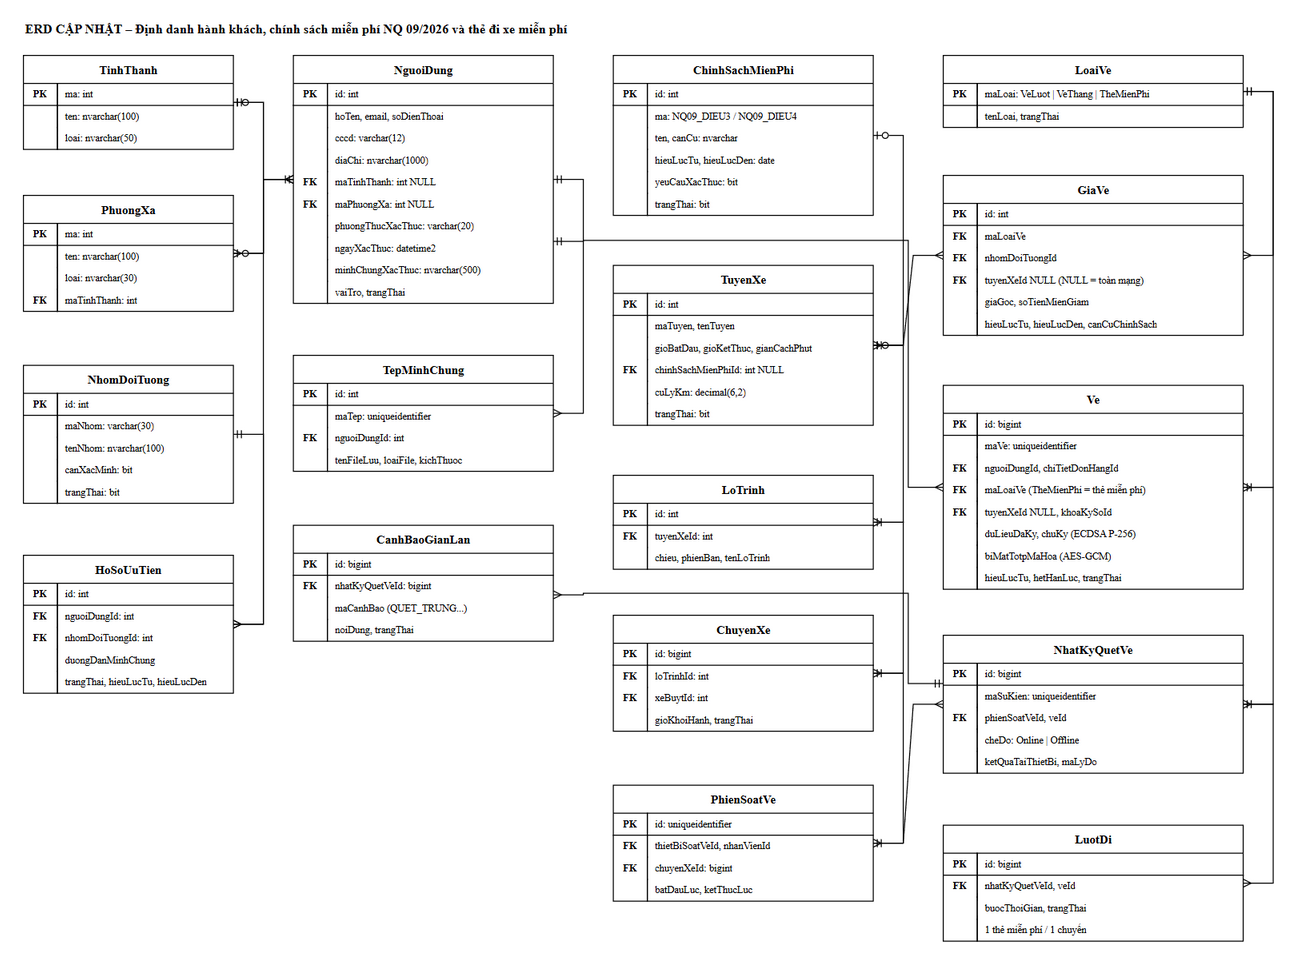 ERD CẬP NHẬT – Định danh hành khách, chính sách miễn phí NQ 09/2026 và thẻ đi xe miễn phí
TinhThanh
PK ma: int
ten: nvarchar(100)
loai: nvarchar(50)
PhuongXa
PK ma: int
ten: nvarchar(100)
loai: nvarchar(30)
FK maTinhThanh: int
NhomDoiTuong
PK id: int
maNhom: varchar(30)
tenNhom: nvarchar(100)
canXacMinh: bit
trangThai: bit
HoSoUuTien
PK id: int
FK nguoiDungId: int
FK nhomDoiTuongId: int
duongDanMinhChung
trangThai, hieuLucTu, hieuLucDen
NguoiDung
PK id: int
hoTen, email, soDienThoai
cccd: varchar(12)
diaChi: nvarchar(1000)
FK maTinhThanh: int NULL
FK maPhuongXa: int NULL
phuongThucXacThuc: varchar(20)
ngayXacThuc: datetime2
minhChungXacThuc: nvarchar(500)
vaiTro, trangThai
TepMinhChung
PK id: int
maTep: uniqueidentifier
FK nguoiDungId: int
tenFileLuu, loaiFile, kichThuoc
CanhBaoGianLan
PK id: bigint
FK nhatKyQuetVeId: bigint
maCanhBao (QUET_TRUNG...)
noiDung, trangThai
ChinhSachMienPhi
PK id: int
ma: NQ09_DIEU3 / NQ09_DIEU4
ten, canCu: nvarchar
hieuLucTu, hieuLucDen: date
yeuCauXacThuc: bit
trangThai: bit
TuyenXe
PK id: int
maTuyen, tenTuyen
gioBatDau, gioKetThuc, gianCachPhut
FK chinhSachMienPhiId: int NULL
cuLyKm: decimal(6,2)
trangThai: bit
LoTrinh
PK id: int
FK tuyenXeId: int
chieu, phienBan, tenLoTrinh
ChuyenXe
PK id: bigint
FK loTrinhId: int
FK xeBuytId: int
gioKhoiHanh, trangThai
PhienSoatVe
PK id: uniqueidentifier
FK thietBiSoatVeId, nhanVienId
FK chuyenXeId: bigint
batDauLuc, ketThucLuc
LoaiVe
PK maLoai: VeLuot | VeThang | TheMienPhi
tenLoai, trangThai
GiaVe
PK id: int
FK maLoaiVe
FK nhomDoiTuongId
FK tuyenXeId NULL (NULL = toàn mạng)
giaGoc, soTienMienGiam
hieuLucTu, hieuLucDen, canCuChinhSach
Ve
PK id: bigint
maVe: uniqueidentifier
FK nguoiDungId, chiTietDonHangId
FK maLoaiVe (TheMienPhi = thẻ miễn phí)
FK tuyenXeId NULL, khoaKySoId
duLieuDaKy, chuKy (ECDSA P-256)
biMatTotpMaHoa (AES-GCM)
hieuLucTu, hetHanLuc, trangThai
NhatKyQuetVe
PK id: bigint
maSuKien: uniqueidentifier
FK phienSoatVeId, veId
cheDo: Online | Offline
ketQuaTaiThietBi, maLyDo
LuotDi
PK id: bigint
FK nhatKyQuetVeId, veId
buocThoiGian, trangThai
1 thẻ miễn phí / 1 chuyến